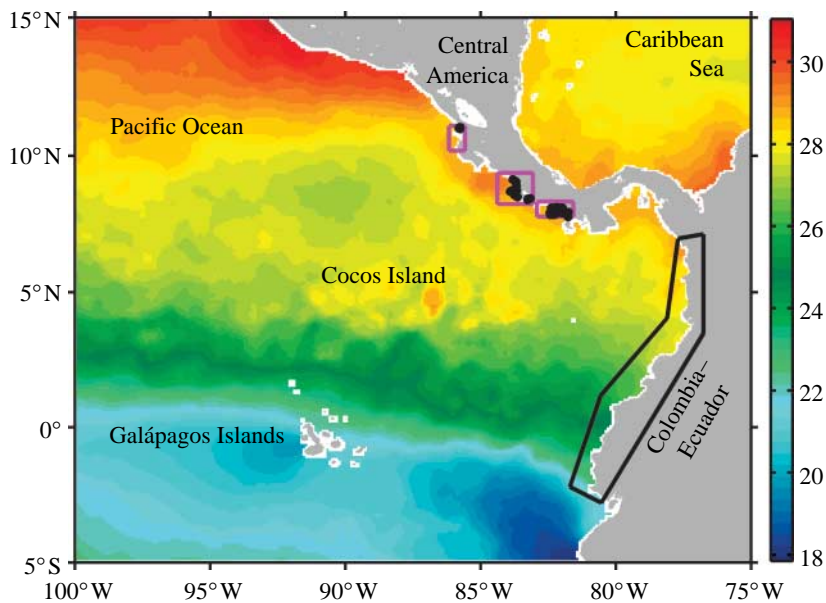 15°N
10°N
5°N
0°
5°S
100°W
95°W
90°W
85°W
80°W
75°W
Central
America
Caribbean
Sea
Pacific Ocean
Cocos Island
Galápagos Islands
Colombia–
Ecuador
30
28
26
24
22
20
18